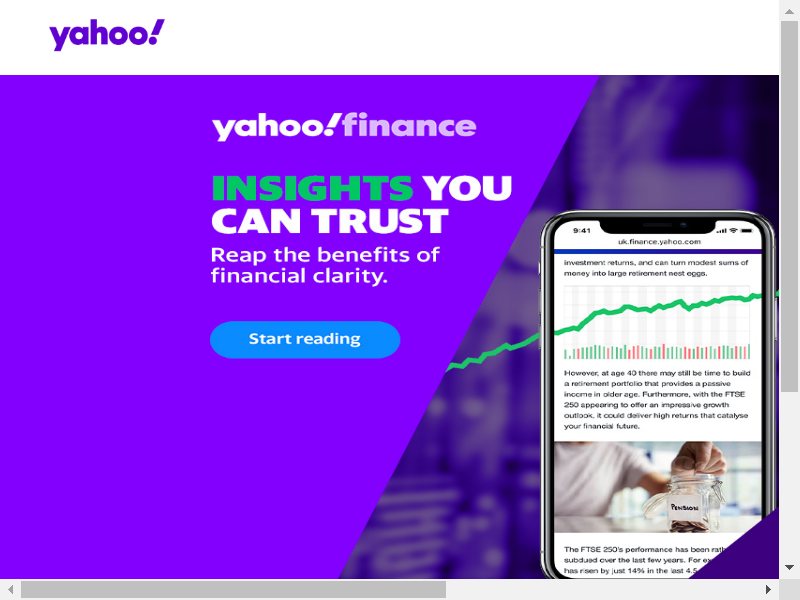 yahoo!
yahoo!finance
INSIGHTS YOU
CAN TRUST
Reap the benefits of
financial clarity.
Start reading
9:41
uk.finance.yahoo.com
investment returns, and can turn modest sums of
money into large retirement nest eggs.
However, at age 40 there may still be time to build
a retirement portfolio that provides a passive
income in older age. Furthermore, with the FTSE
250 appearing to offer an impressive growth
outlook, it could deliver high returns that catalyse
your financial future.
PENSION
The FTSE 250's performance has been
subdued over the last few years. For
has risen by just 14% in the last 4.5